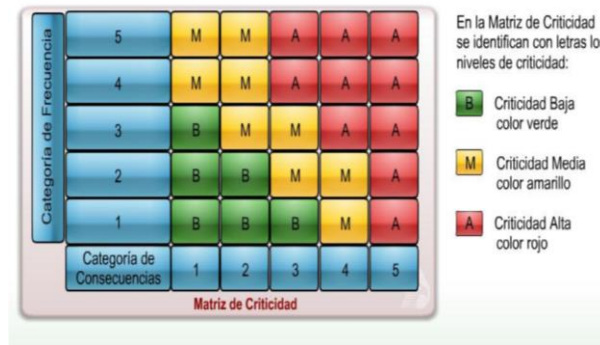 Categoría de Frecuencia
5 M M A A A
4 M M A A A
3 B M M A A
2 B B M M A
1 B B B M A
Categoría de
Consecuencias
1 2 3 4 5
Matriz de Criticidad
En la Matriz de Criticidad
se identifican con letras lo
niveles de criticidad:
B Criticidad Baja
color verde
M Criticidad Media
color amarillo
A Criticidad Alta
color rojo